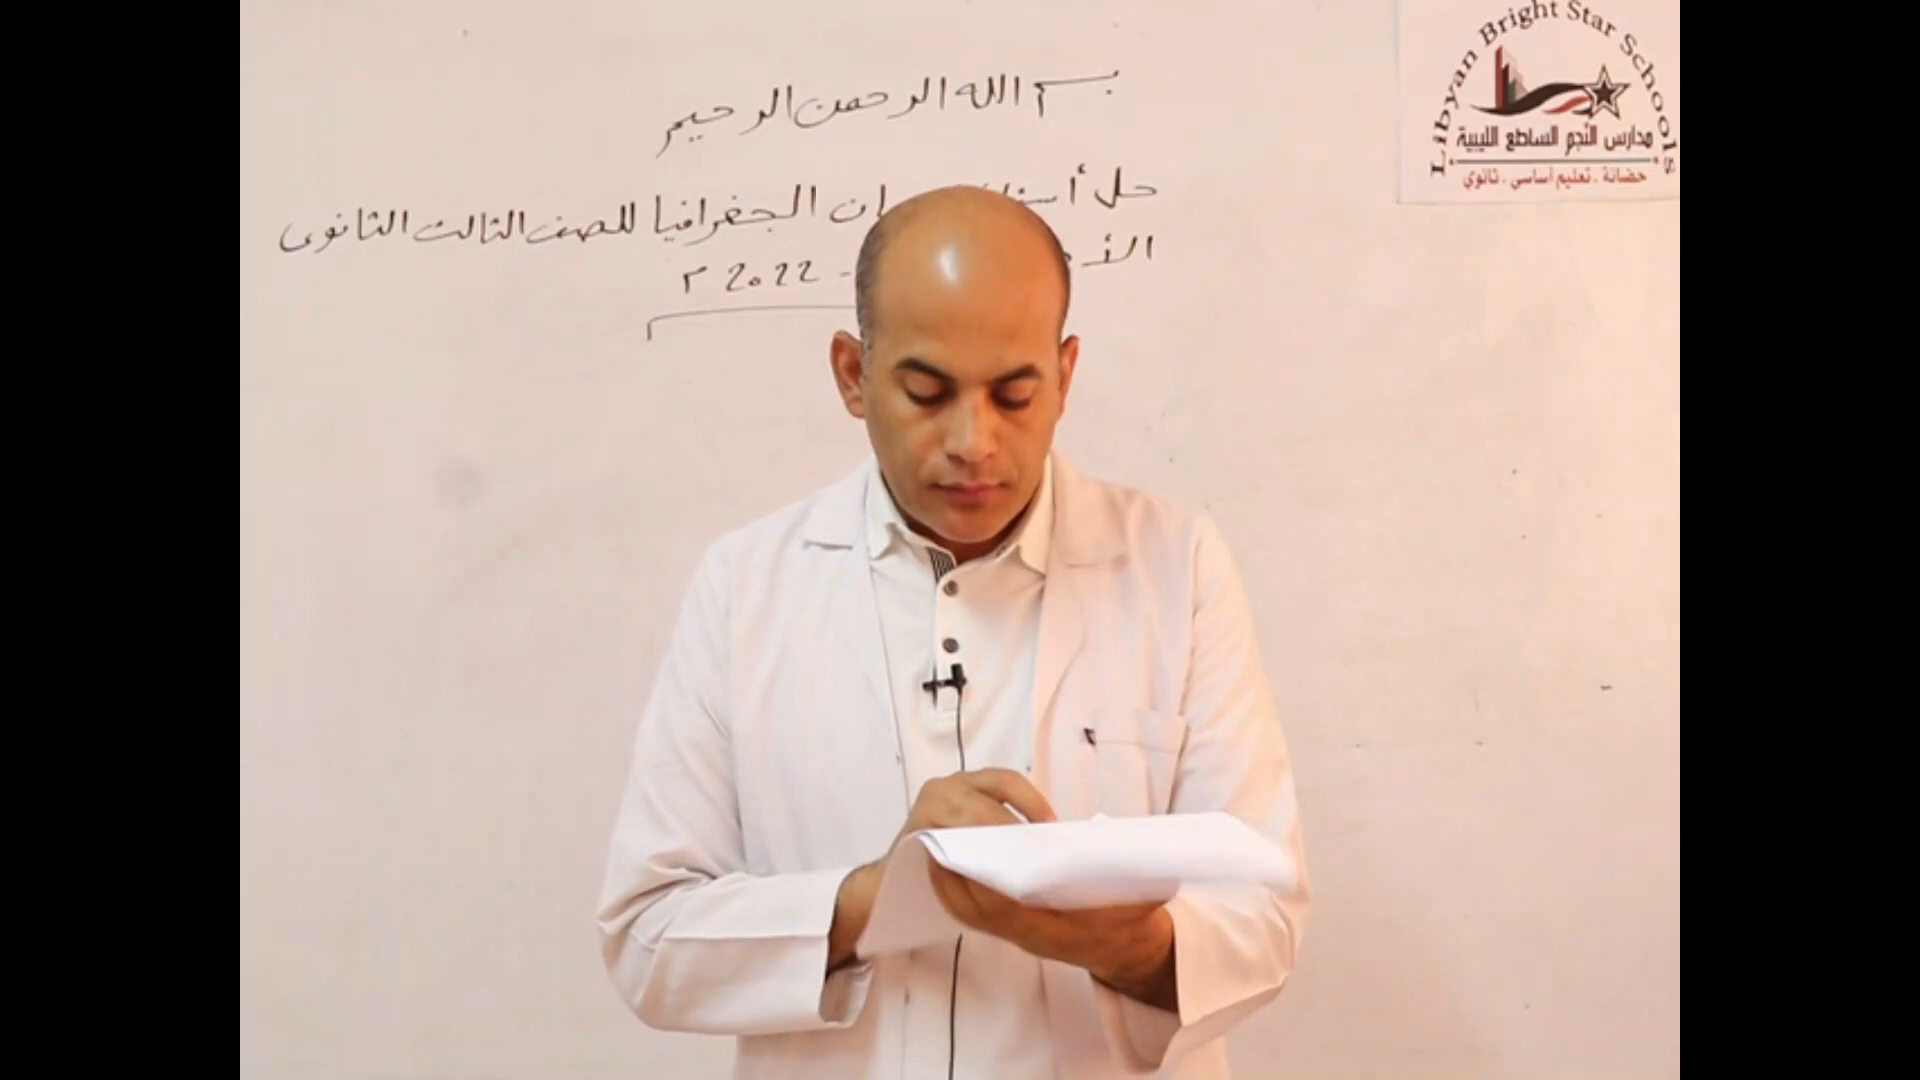 بسم الله الرحمن الرحيم
حل أسئلة الجغرافيا للصف الثالث الثانوي
2022 م
Libyan Bright Star Schools
مدارس النجم الساطع الليبية
حضانة . تعليم أساسي . ثانوي